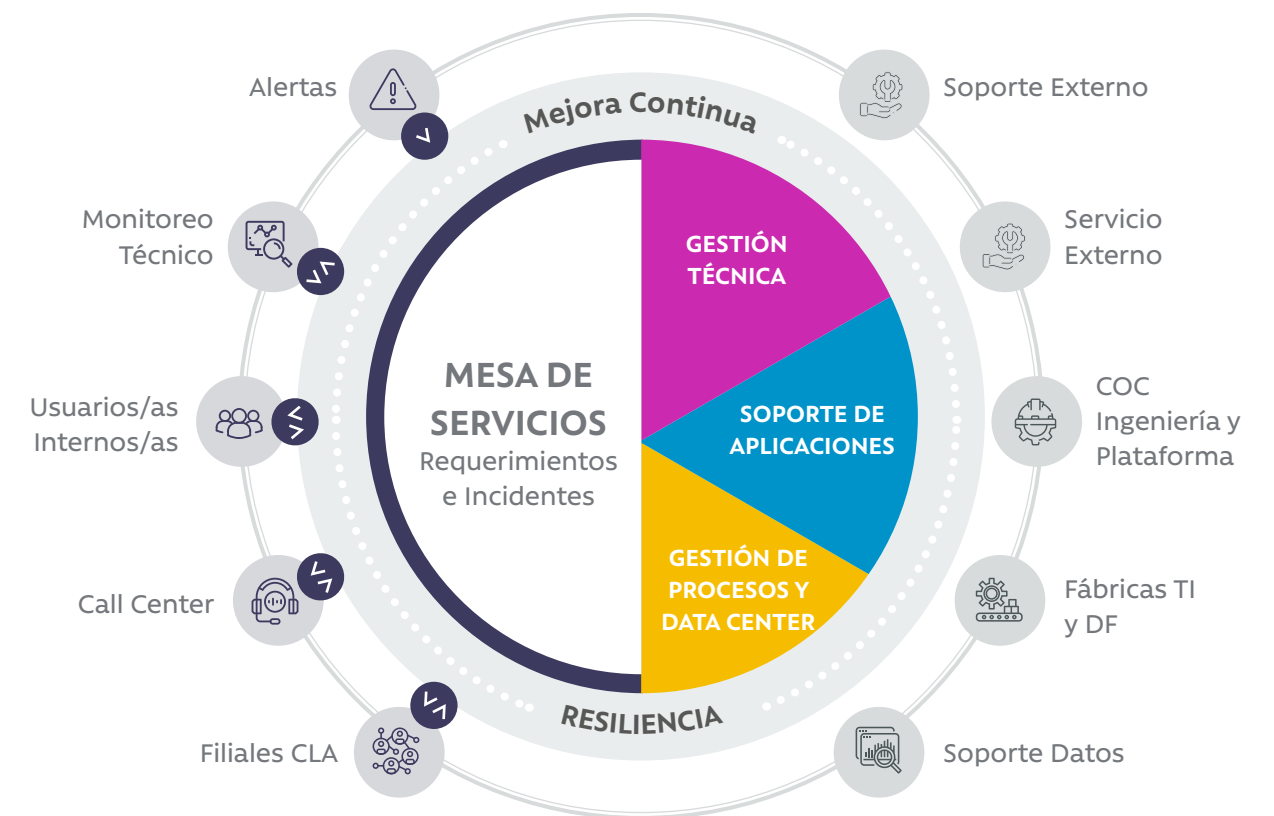 Mejora Continua
Alertas
Monitoreo
Técnico
Usuarios/as
Internos/as
Call Center
Filiales CLA
MESA DE
SERVICIOS
Requerimientos
e Incidentes
GESTIÓN
TÉCNICA
SOPORTE DE
APLICACIONES
GESTIÓN DE
PROCESOS Y
DATA CENTER
Soporte Externo
Servicio
Externo
COC
Ingeniería y
Plataforma
Fábricas TI
y DF
Soporte Datos
RESILIENCIA